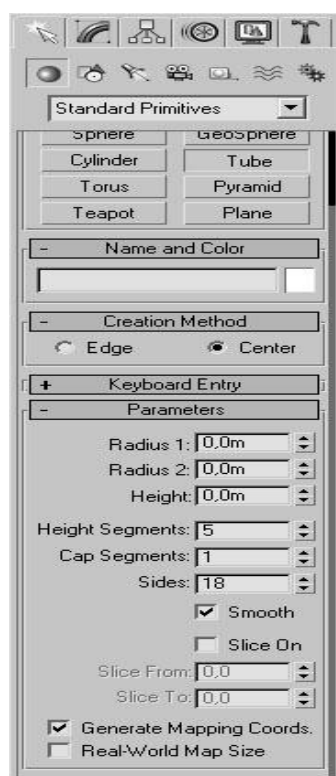 Standard Primitives
Sphere GeoSphere
Cylinder Tube
Torus Pyramid
Teapot Plane
- Name and Color
- Creation Method
Edge Center
+ Keyboard Entry
- Parameters
Radius 1: 0,0m
Radius 2: 0,0m
Height: 0,0m
Height Segments: 5
Cap Segments: 1
Sides: 18
Smooth
Slice On
Slice From: 0,0
Slice To: 0,0
Generate Mapping Coords.
Real-World Map Size